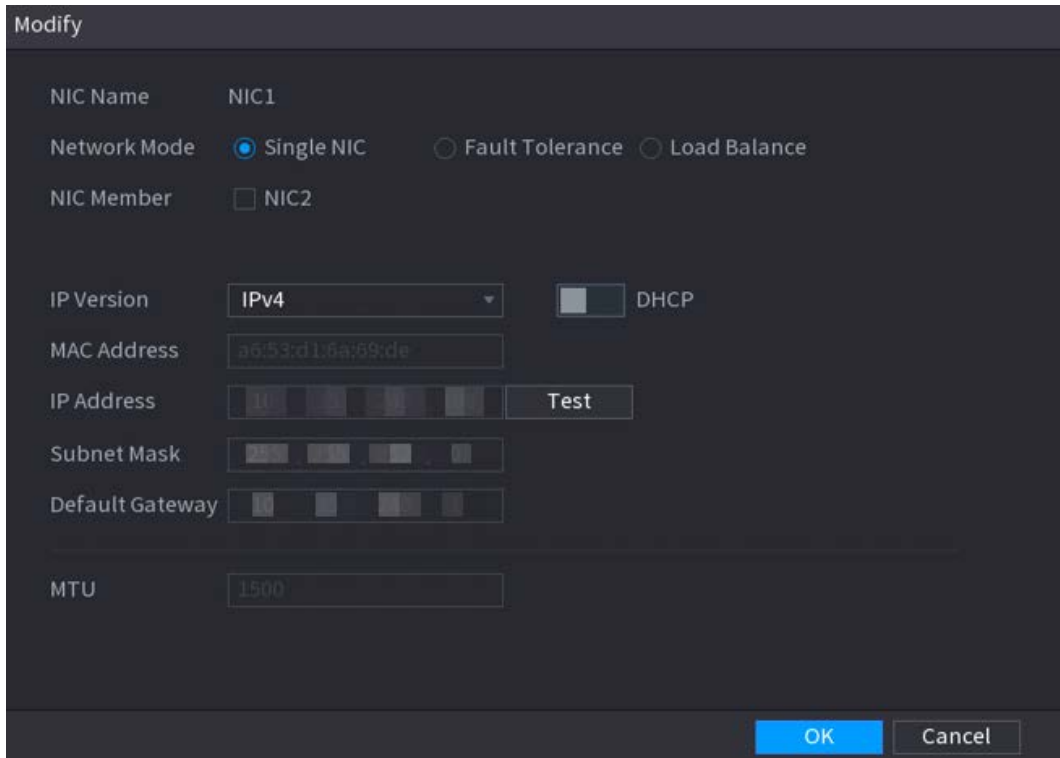 Modify
NIC Name NIC1
Network Mode Single NIC Fault Tolerance Load Balance
NIC Member NIC2
IP Version IPv4 DHCP
MAC Address a6:53:d1:6a:69:de
IP Address Test
Subnet Mask
Default Gateway
MTU 1500
OK Cancel